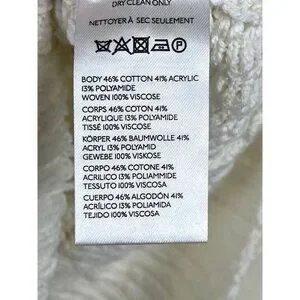 DRY CLEAN ONLY
NETTOYER À SEC SEULEMENT
P
BODY 46% COTTON 41% ACRYLIC
13% POLYAMIDE
WOVEN 100% VISCOSE
CORPS 46% COTON 41%
ACRYLIQUE 13% POLYAMIDE
TISSÉ 100% VISCOSE
KÖRPER 46% BAUMWOLLE 41%
ACRYL 13% POLYAMID
GEWEBE 100% VISKOSE
CORPO 46% COTONE 41%
ACRILICO 13% POLIAMMIDE
TESSUTO 100% VISCOSA
CUERPO 46% ALGODÓN 41%
ACRÍLICO 13% POLIAMIDA
TEJIDO 100% VISCOSA